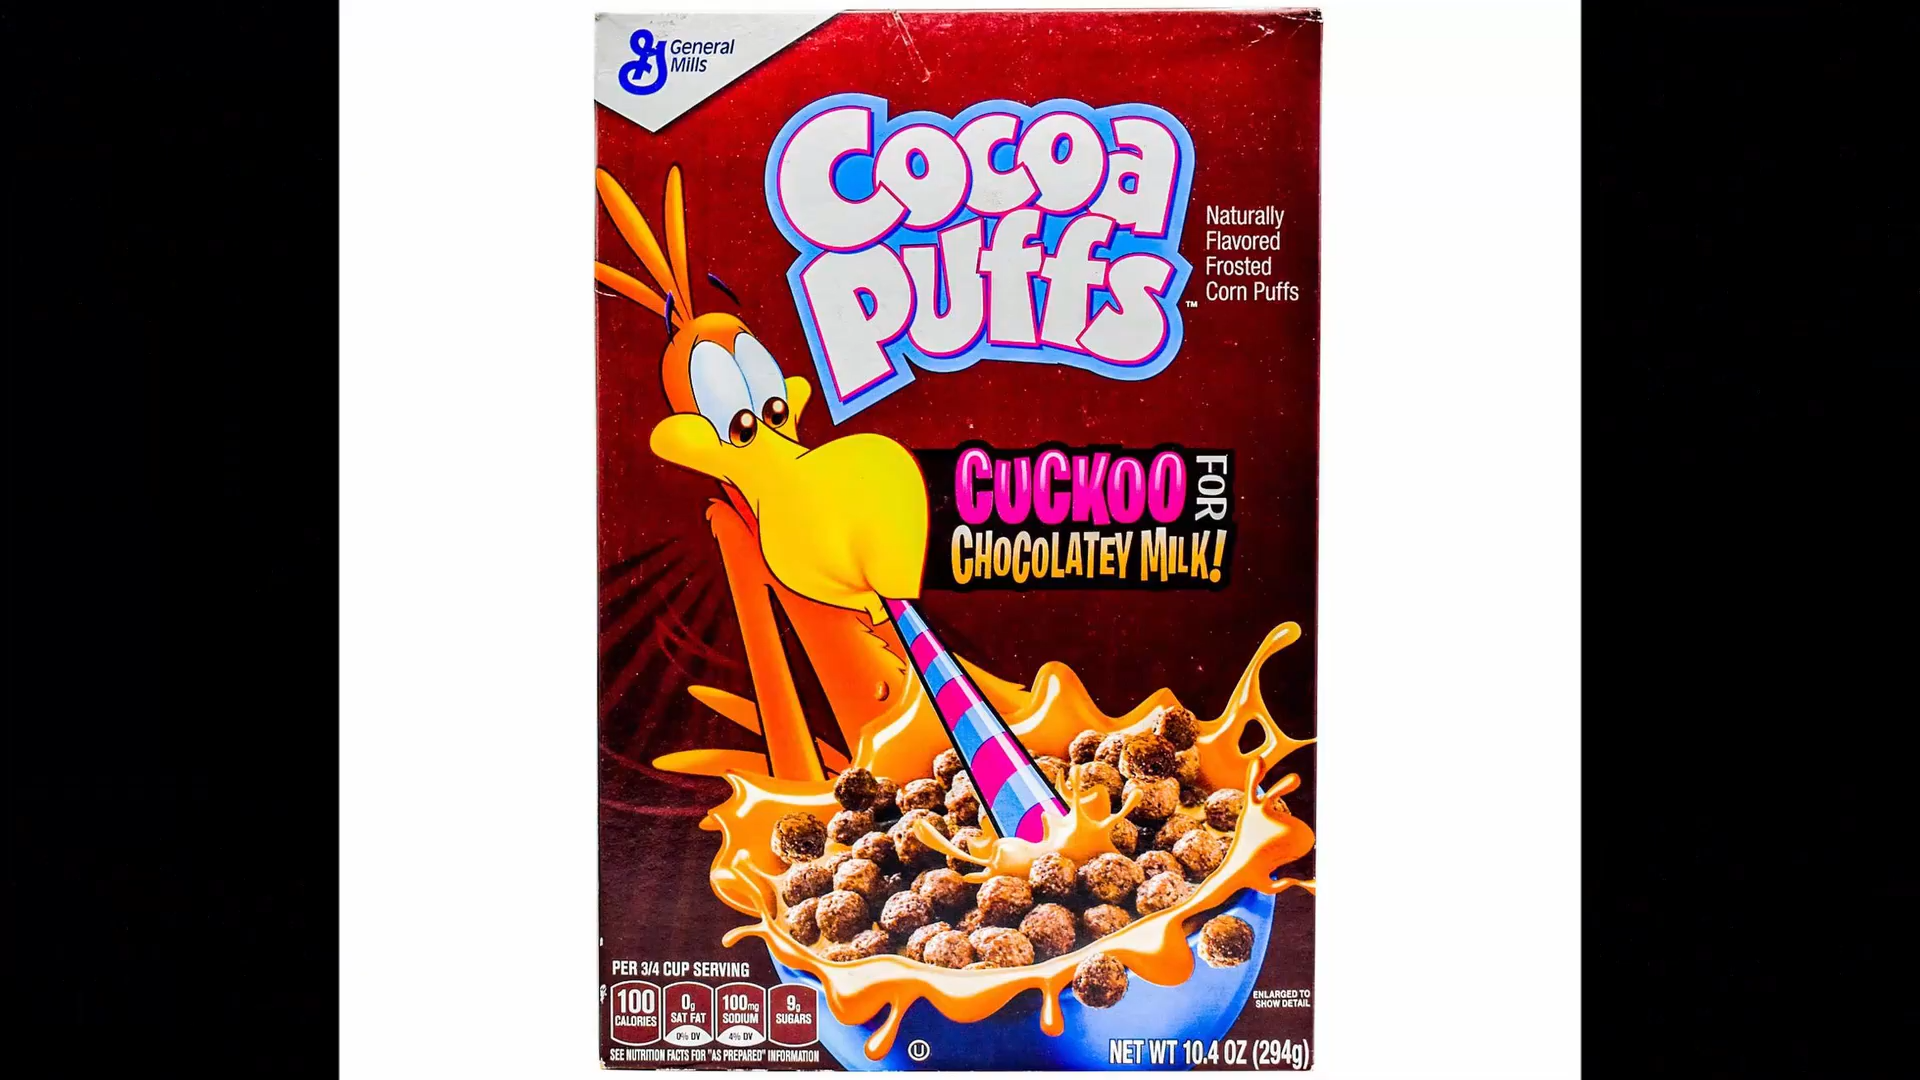 General
Mills
Cocoa
Puffs
TM
Naturally
Flavored
Frosted
Corn Puffs
CUCKOO FOR
CHOCOLATEY MILK!
PER 3/4 CUP SERVING
100 CALORIES
0g SAT FAT 0% DV
100mg SODIUM 4% DV
9g SUGARS
SEE NUTRITION FACTS FOR "AS PREPARED" INFORMATION
U
ENLARGED TO
SHOW DETAIL
NET WT 10.4 OZ (294g)